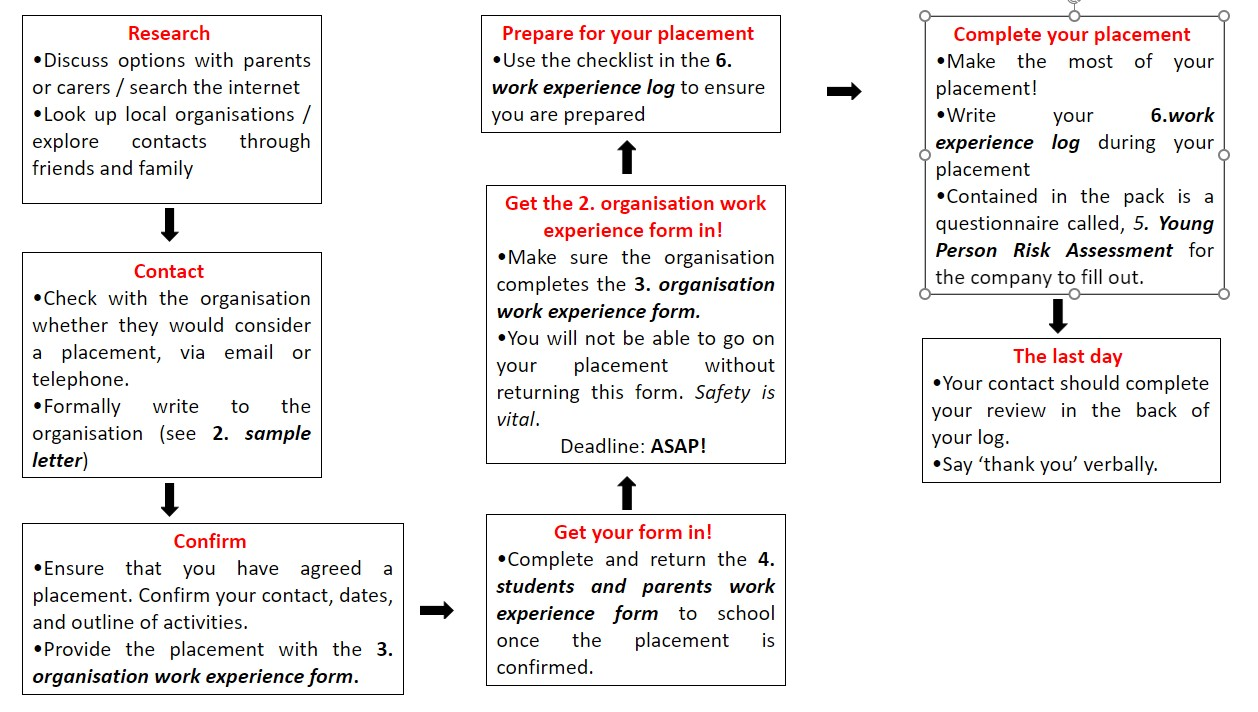 Research
•Discuss options with parents
or carers / search the internet
•Look up local organisations /
explore contacts through
friends and family
Contact
•Check with the organisation
whether they would consider
a placement, via email or
telephone.
•Formally write to the
organisation (see 2. sample
letter)
Confirm
•Ensure that you have agreed a
placement. Confirm your contact, dates,
and outline of activities.
•Provide the placement with the 3.
organisation work experience form.
Get your form in!
•Complete and return the 4.
students and parents work
experience form to school
once the placement is
confirmed.
Get the 2. organisation work
experience form in!
•Make sure the organisation
completes the 3. organisation
work experience form.
•You will not be able to go on
your placement without
returning this form. Safety is
vital.
Deadline: ASAP!
Prepare for your placement
•Use the checklist in the 6.
work experience log to ensure
you are prepared
Complete your placement
•Make the most of your
placement!
•Write your 6.work
experience log during your
placement
•Contained in the pack is a
questionnaire called, 5. Young
Person Risk Assessment for
the company to fill out.
The last day
•Your contact should complete
your review in the back of
your log.
•Say ‘thank you’ verbally.